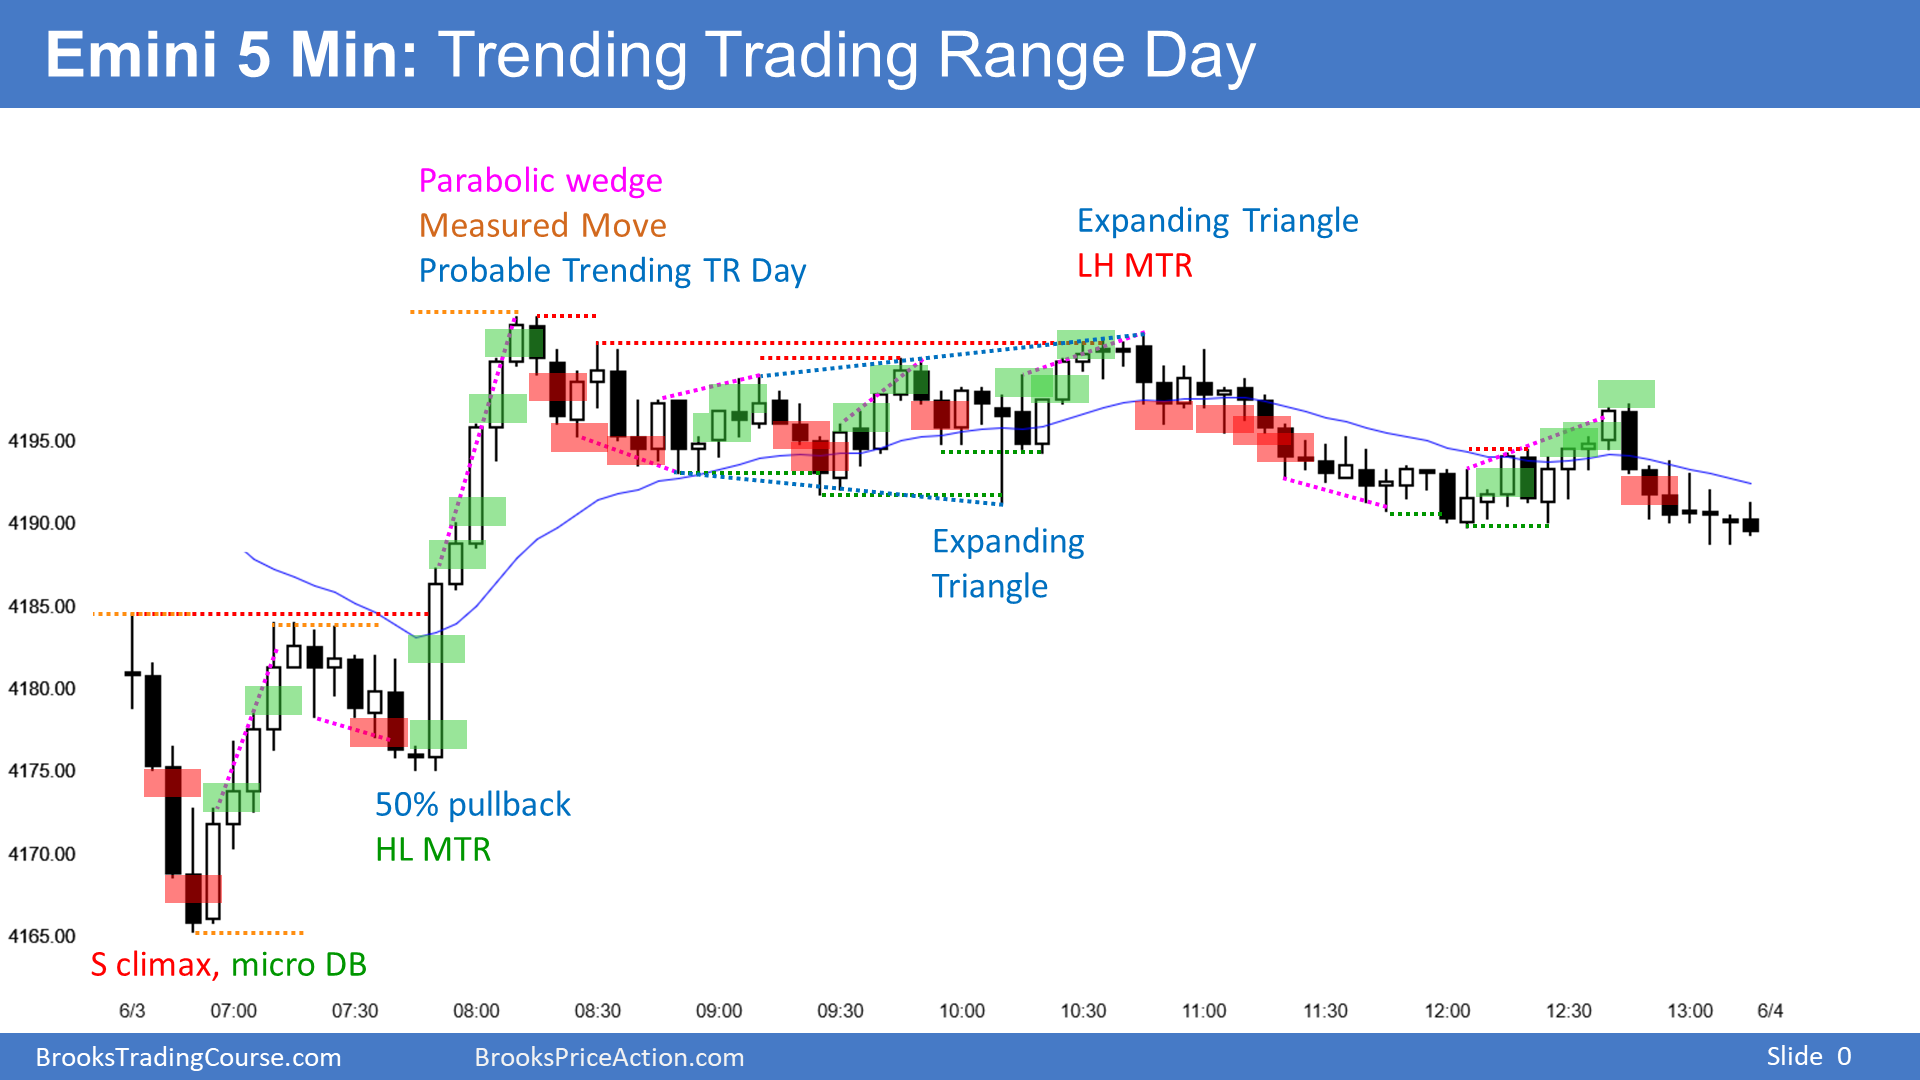 Emini 5 Min: Trending Trading Range Day
Parabolic wedge
Measured Move
Probable Trending TR Day
Expanding Triangle
LH MTR
4195.00
4190.00
4185.00
4180.00
4175.00
4170.00
4165.00
Expanding
Triangle
50% pullback
HL MTR
S climax, micro DB
6/3 07:00 07:30 08:00 08:30 09:00 09:30 10:00 10:30 11:00 11:30 12:00 12:30 13:00 6/4
BrooksTradingCourse.com BrooksPriceAction.com Slide 0